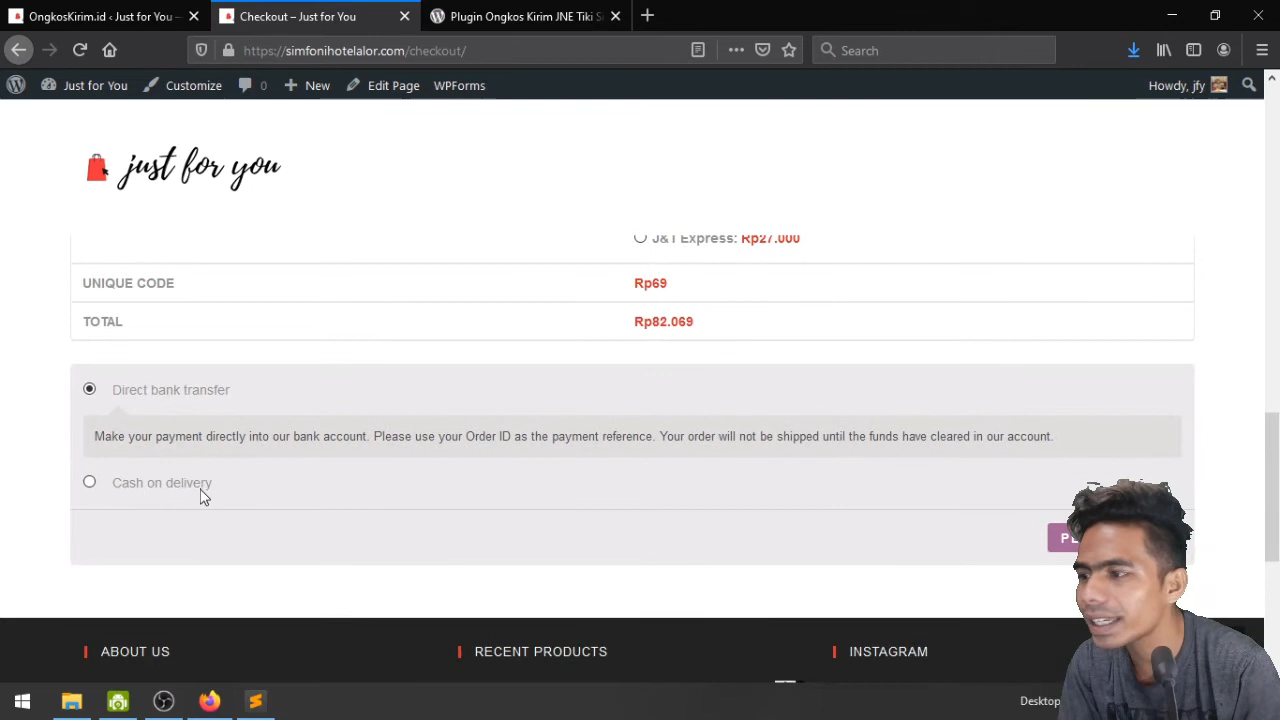 OngkosKirim.id ‹ Just for You —
Checkout – Just for You
Plugin Ongkos Kirim JNE Tiki S
https://simfonihotelalor.com/checkout/
Search
Just for You
Customize
0
New
Edit Page
WPForms
Howdy, jfy
just for you
J&T Express: Rp27.000
UNIQUE CODE
Rp69
TOTAL
Rp82.069
Direct bank transfer
Make your payment directly into our bank account. Please use your Order ID as the payment reference. Your order will not be shipped until the funds have cleared in our account.
Cash on delivery
ABOUT US
RECENT PRODUCTS
INSTAGRAM
Desktop